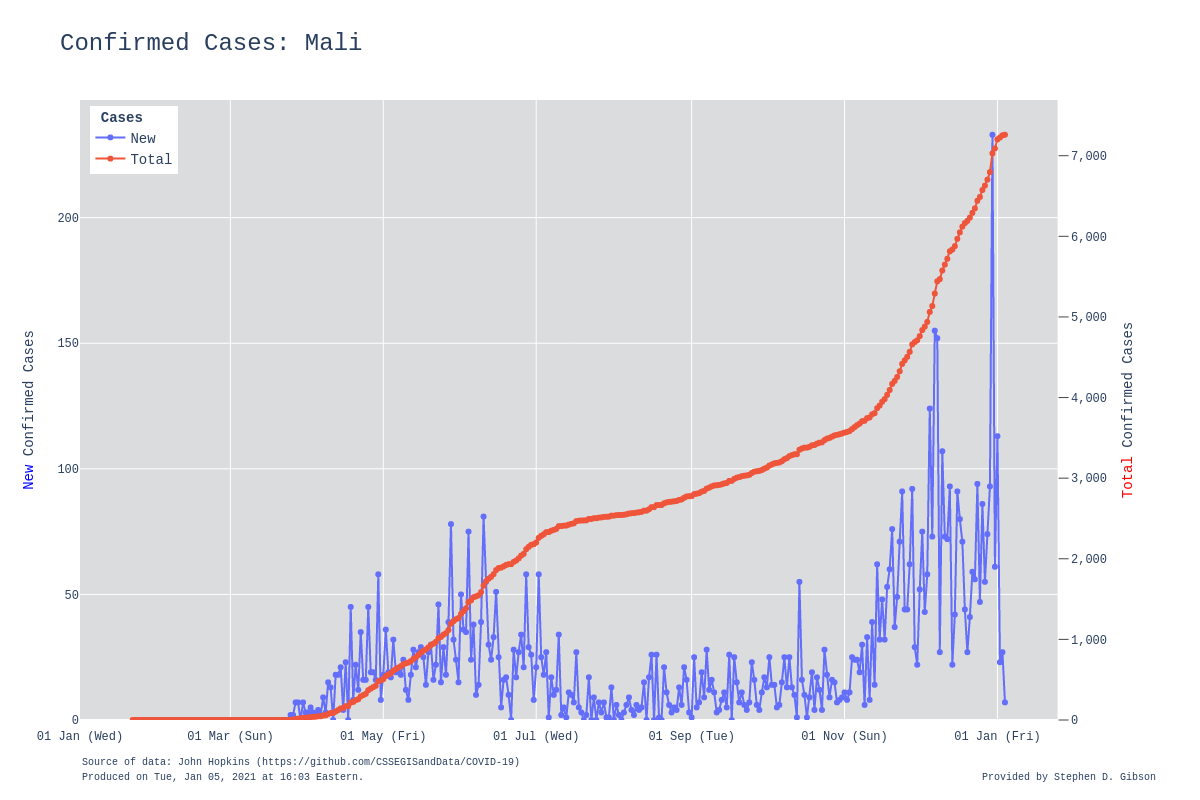 Confirmed Cases: Mali
Cases
New
Total
200
150
100
50
0
7,000
6,000
5,000
4,000
3,000
2,000
1,000
0
New Confirmed Cases
Total Confirmed Cases
01 Jan (Wed) 01 Mar (Sun) 01 May (Fri) 01 Jul (Wed) 01 Sep (Tue) 01 Nov (Sun) 01 Jan (Fri)
Source of data: John Hopkins (https://github.com/CSSEGISandData/COVID-19)
Produced on Tue, Jan 05, 2021 at 16:03 Eastern.
Provided by Stephen D. Gibson